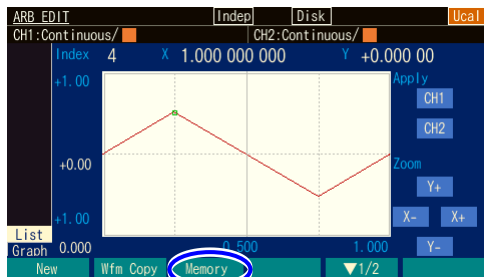 ARB EDIT Indep Disk Ucal
CH1:Continuous/ CH2:Continuous/
Index 4 X 1.000 000 000 Y +0.000 00
+1.00
Apply
CH1
CH2
+0.00
Zoom
Y+
+1.00
X- X+
List
Graph 0.000 0.500 1.000 Y-
New Wfm Copy Memory ▼1/2